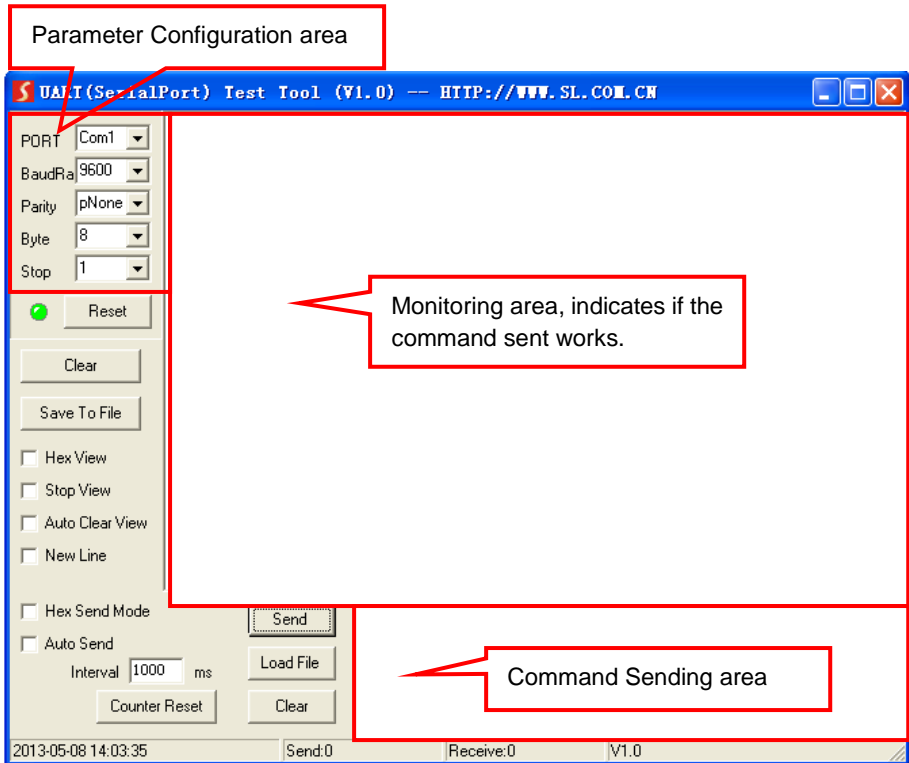 Parameter Configuration area
UART(SerialPort) Test Tool (V1.0) -- HTTP://WWW.SL.COM.CN
PORT Com1
BaudRa 9600
Parity pNone
Byte 8
Stop 1
Reset
Monitoring area, indicates if the
command sent works.
Clear
Save To File
Hex View
Stop View
Auto Clear View
New Line
Hex Send Mode
Send
Auto Send
Interval 1000 ms
Load File
Command Sending area
Counter Reset
Clear
2013-05-08 14:03:35 Send:0 Receive:0 V1.0